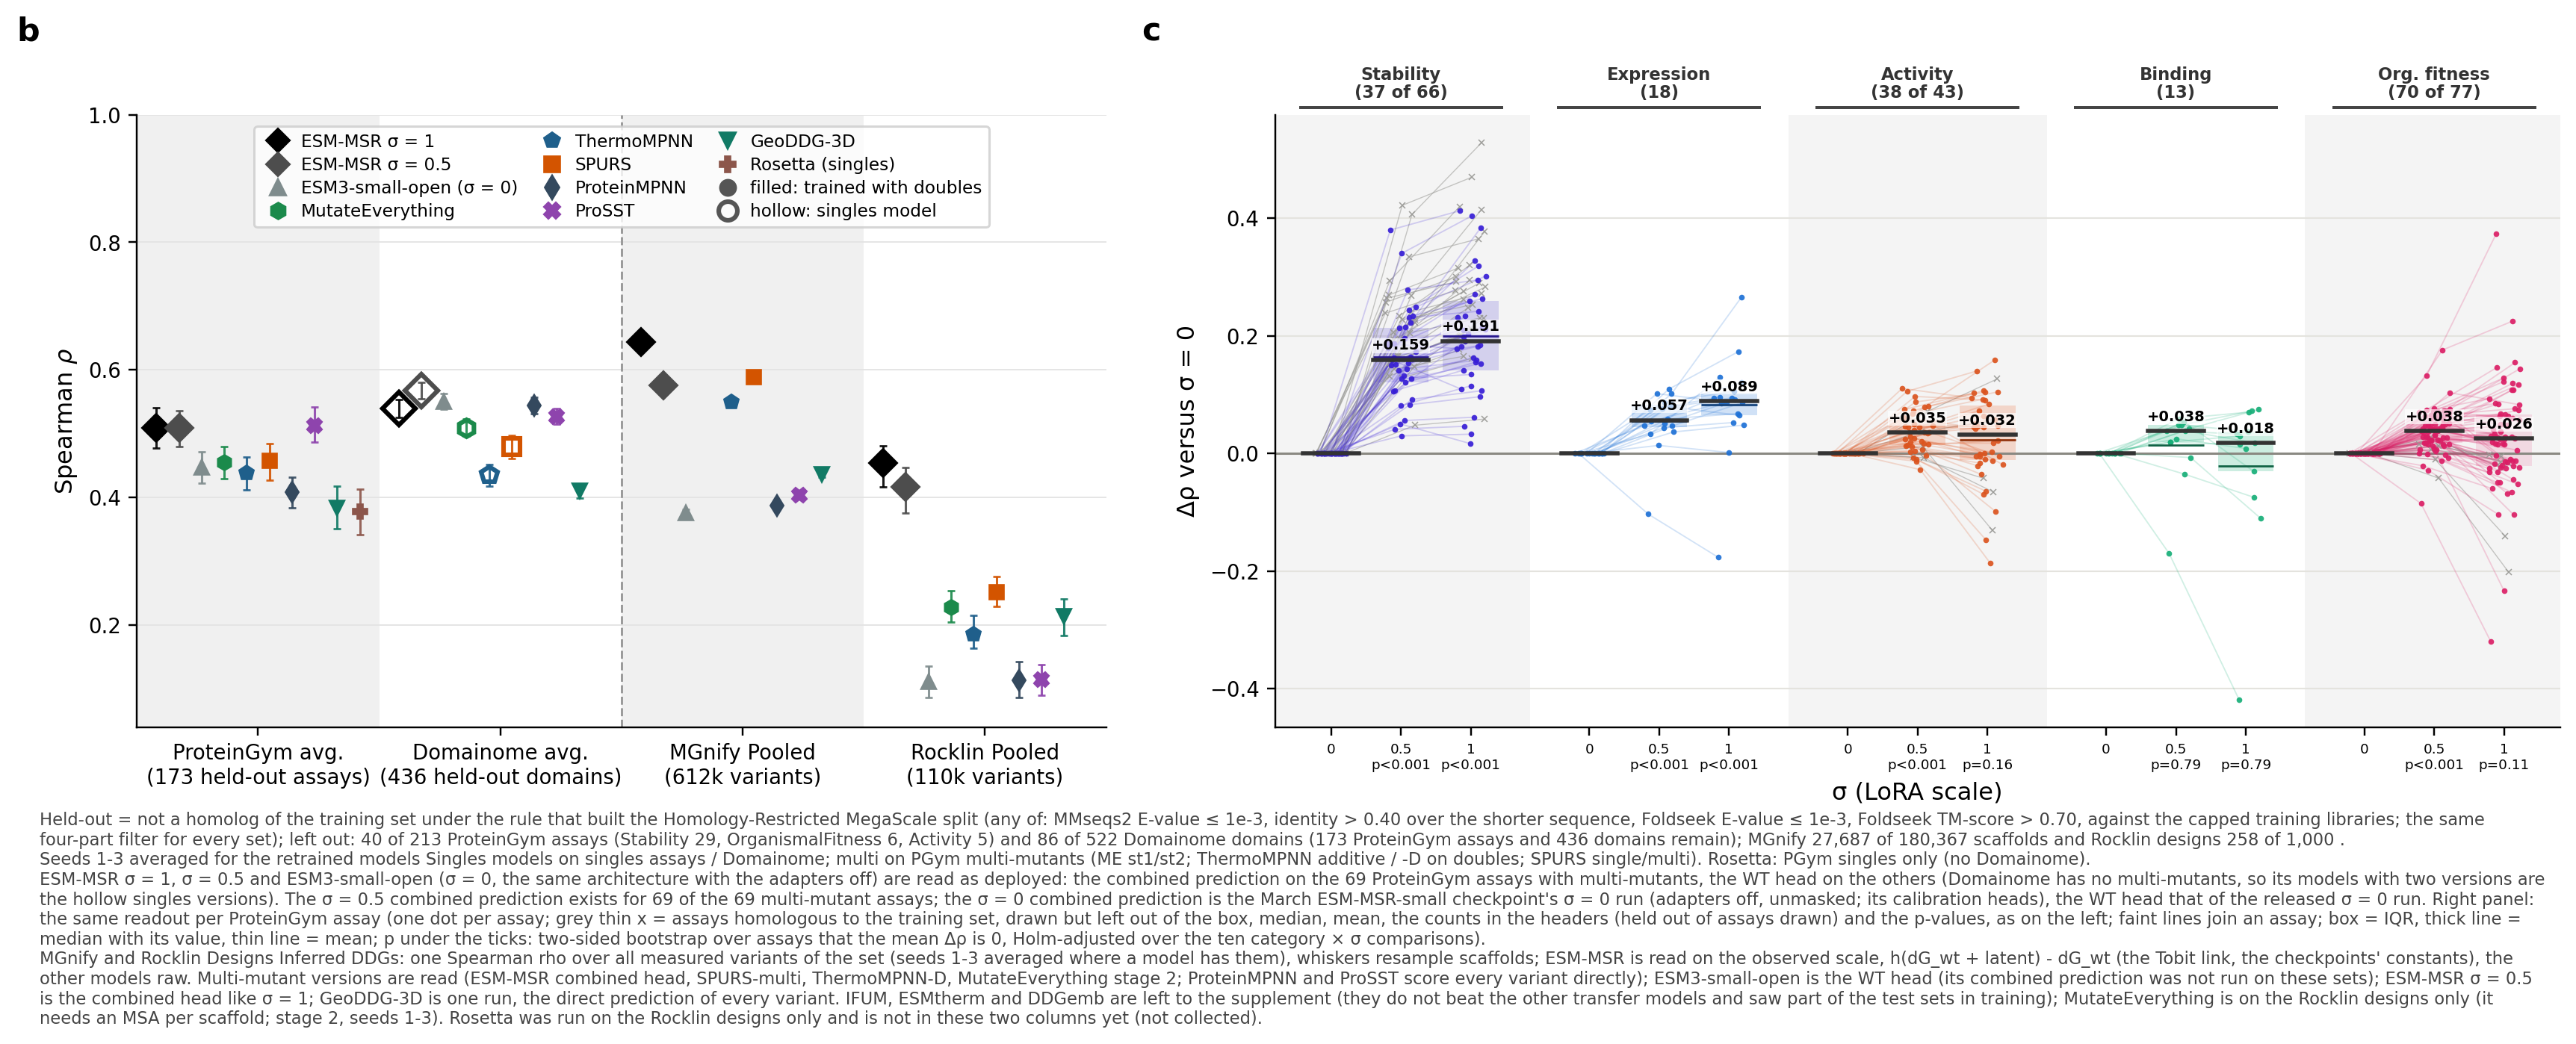 b
c
Spearman ρ
1.0
0.8
0.6
0.4
0.2
ESM-MSR σ = 1
ESM-MSR σ = 0.5
ESM3-small-open (σ = 0)
MutateEverything
ThermoMPNN
SPURS
ProteinMPNN
ProSST
GeoDDG-3D
Rosetta (singles)
filled: trained with doubles
hollow: singles model
ProteinGym avg.
(173 held-out assays)
Domainome avg.
(436 held-out domains)
MGnify Pooled
(612k variants)
Rocklin Pooled
(110k variants)
Stability
(37 of 66)
Expression
(18)
Activity
(38 of 43)
Binding
(13)
Org. fitness
(70 of 77)
Δρ versus σ = 0
0.4
0.2
0.0
−0.2
−0.4
+0.159
+0.191
+0.057
+0.089
+0.035
+0.032
+0.038
+0.018
+0.038
+0.026
0 0.5 1 0 0.5 1 0 0.5 1 0 0.5 1 0 0.5 1
p<0.001 p<0.001 p<0.001 p<0.001 p<0.001 p=0.16 p=0.79 p=0.79 p<0.001 p=0.11
σ (LoRA scale)
Held-out = not a homolog of the training set under the rule that built the Homology-Restricted MegaScale split (any of: MMseqs2 E-value ≤ 1e-3, identity > 0.40 over the shorter sequence, Foldseek E-value ≤ 1e-3, Foldseek TM-score > 0.70, against the capped training libraries; the same
four-part filter for every set); left out: 40 of 213 ProteinGym assays (Stability 29, OrganismalFitness 6, Activity 5) and 86 of 522 Domainome domains (173 ProteinGym assays and 436 domains remain); MGnify 27,687 of 180,367 scaffolds and Rocklin designs 258 of 1,000 .
Seeds 1-3 averaged for the retrained models Singles models on singles assays / Domainome; multi on PGym multi-mutants (ME st1/st2; ThermoMPNN additive / -D on doubles; SPURS single/multi). Rosetta: PGym singles only (no Domainome).
ESM-MSR σ = 1, σ = 0.5 and ESM3-small-open (σ = 0, the same architecture with the adapters off) are read as deployed: the combined prediction on the 69 ProteinGym assays with multi-mutants, the WT head on the others (Domainome has no multi-mutants, so its models with two versions are
the hollow singles versions). The σ = 0.5 combined prediction exists for 69 of the 69 multi-mutant assays; the σ = 0 combined prediction is the March ESM-MSR-small checkpoint's σ = 0 run (adapters off, unmasked; its calibration heads), the WT head that of the released σ = 0 run. Right panel:
the same readout per ProteinGym assay (one dot per assay; grey thin x = assays homologous to the training set, drawn but left out of the box, median, mean, the counts in the headers (held out of assays drawn) and the p-values, as on the left; faint lines join an assay; box = IQR, thick line =
median with its value, thin line = mean; p under the ticks: two-sided bootstrap over assays that the mean Δρ is 0, Holm-adjusted over the ten category × σ comparisons).
MGnify and Rocklin Designs Inferred DDGs: one Spearman rho over all measured variants of the set (seeds 1-3 averaged where a model has them), whiskers resample scaffolds; ESM-MSR is read on the observed scale, h(dG_wt + latent) - dG_wt (the Tobit link, the checkpoints' constants), the
other models raw. Multi-mutant versions are read (ESM-MSR combined head, SPURS-multi, ThermoMPNN-D, MutateEverything stage 2; ProteinMPNN and ProSST score every variant directly); ESM3-small-open is the WT head (its combined prediction was not run on these sets); ESM-MSR σ = 0.5
is the combined head like σ = 1; GeoDDG-3D is one run, the direct prediction of every variant. IFUM, ESMtherm and DDGemb are left to the supplement (they do not beat the other transfer models and saw part of the test sets in training); MutateEverything is on the Rocklin designs only (it
needs an MSA per scaffold; stage 2, seeds 1-3). Rosetta was run on the Rocklin designs only and is not in these two columns yet (not collected).